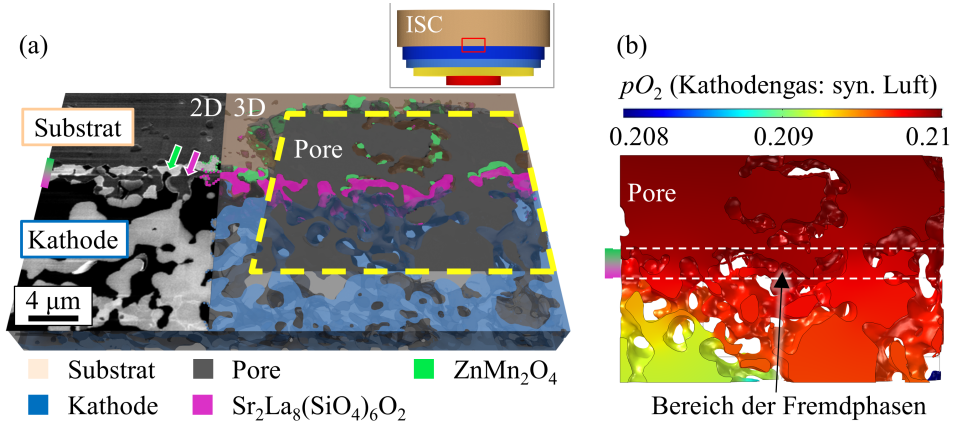 ISC
(a)
2D 3D
Substrat
Pore
Kathode
4 µm
Substrat
Pore
ZnMn₂O₄
Kathode
Sr₂La₈(SiO₄)₆O₂
(b)
pO₂ (Kathodengas: syn. Luft)
0.208 0.209 0.21
Pore
Bereich der Fremdphasen